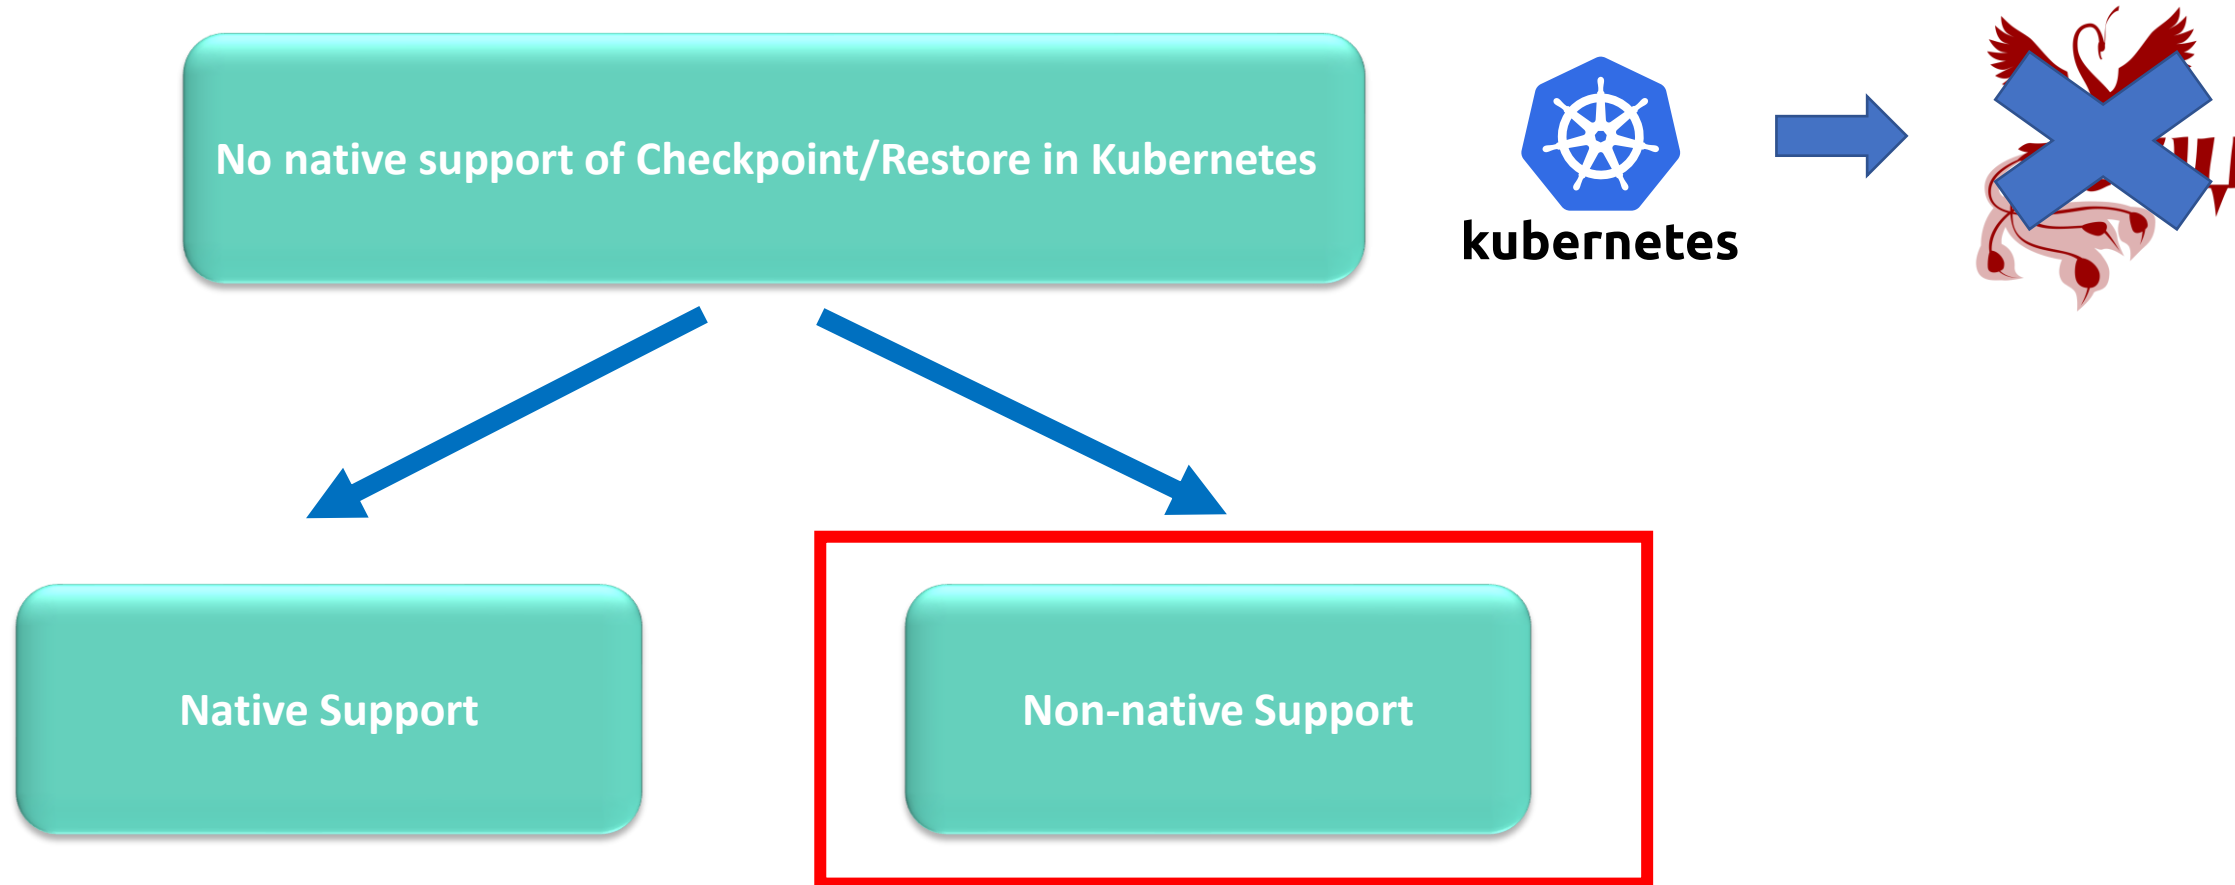 No native support of Checkpoint/Restore in Kubernetes
kubernetes
Native Support
Non-native Support